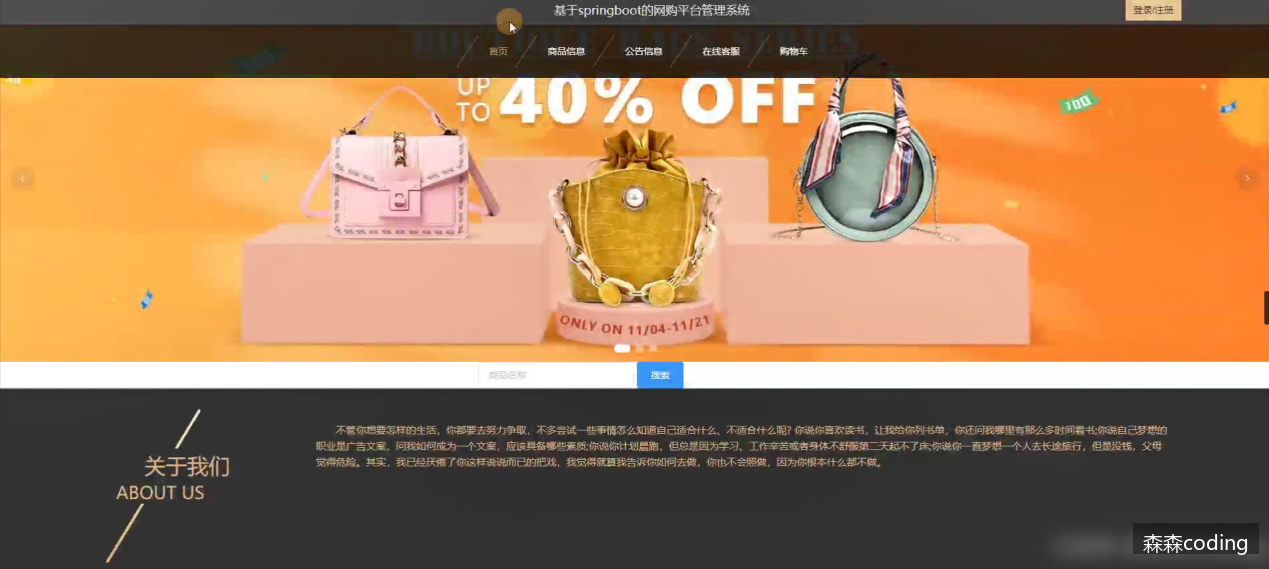 基于springboot的网购平台管理系统
登录/注册
首页
商品信息
公告信息
在线客服
购物车
UP
TO
40% OFF
100
ONLY ON 11/04-11/21
商品名称
搜索
不管你想要怎样的生活，你都要去努力争取，不多尝试一些事情怎么知道自己适合什么、不适合什么呢? 你说你喜欢读书，让我给你列书单，你还问我哪里有那么多时间看书;你说自己梦想的
职业是广告文案，问我如何成为一个文案，应该具备哪些素质;你说你计划晨跑，但总是因为学习、工作辛苦或者身体不舒服第二天起不了床;你说你一直梦想一个人去长途旅行，但是没钱，父母
觉得危险。其实，我已经厌倦了你这样说说而已的把戏，我觉得就算我告诉你如何去做，你也不会照做，因为你根本什么都不做。
关于我们
ABOUT US
森森coding